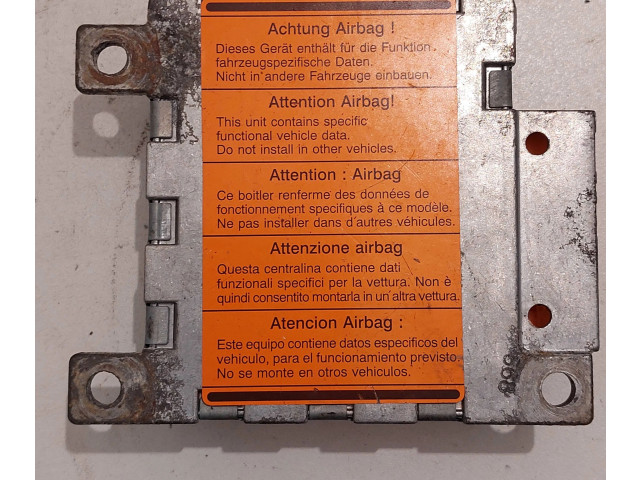 Achtung Airbag !
Dieses Gerät enthält für die Funktion
fahrzeugspezifische Daten.
Nicht in andere Fahrzeuge einbauen.
Attention Airbag!
This unit contains specific
functional vehicle data.
Do not install in other vehicles.
Attention : Airbag
Ce boitier renferme des données de
fonctionnement specifiques à ce modèle.
Ne pas installer dans d'autres véhicules.
Attenzione airbag
Questa centralina contiene dati
funzionali specifici per la vettura. Non è
quindi consentito montarla in un'altra vettura.
Atencion Airbag :
Este equipo contiene datos especificos del
vehiculo, para el funcionamiento previsto.
No se monte en otros vehiculos.